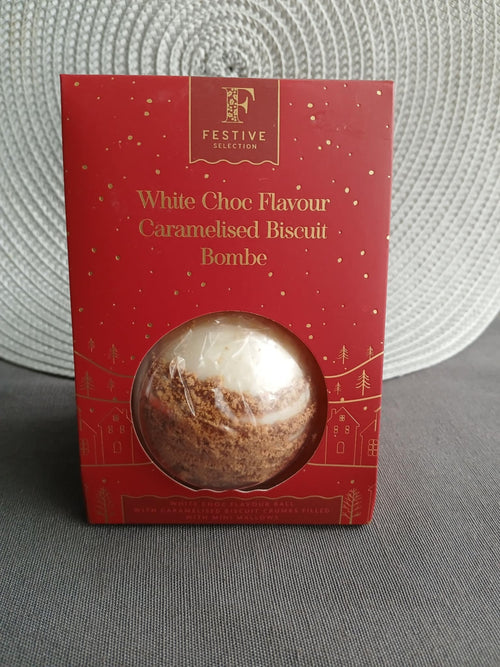 F
FESTIVE
SELECTION
White Choc Flavour
Caramelised Biscuit
Bombe
WHITE CHOC FLAVOUR BALL
WITH CARAMELISED BISCUIT CRUMBS FILLED
WITH MINI MALLOWS